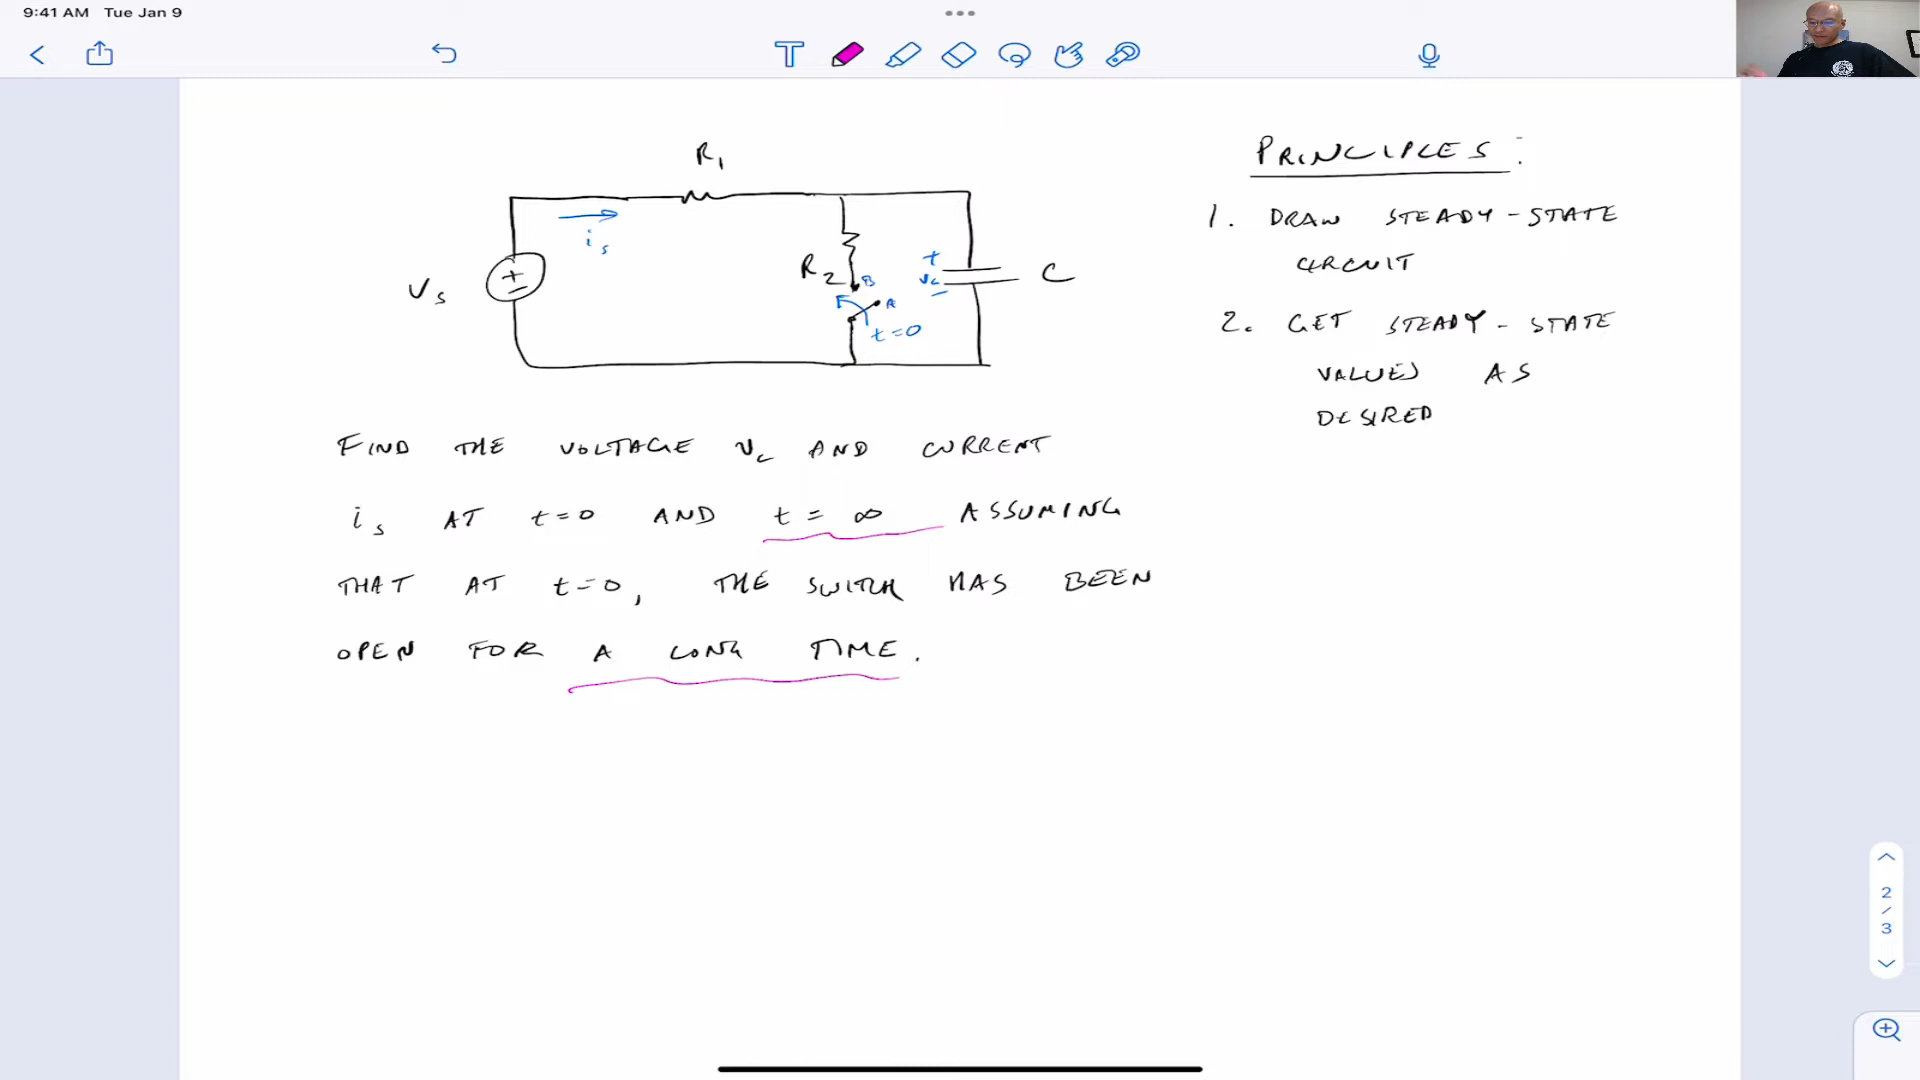 9:41 AM Tue Jan 9
R1
is
Vs
R2
B
A
+
vc
−
t=0
C
FIND THE VOLTAGE vc AND CURRENT
is AT t=0 AND t = ∞ ASSUMING
THAT AT t=0, THE SWITCH HAS BEEN
OPEN FOR A LONG TIME.
PRINCIPLES:
1. DRAW STEADY-STATE
CIRCUIT
2. GET STEADY-STATE
VALUES AS
DESIRED
2
/
3